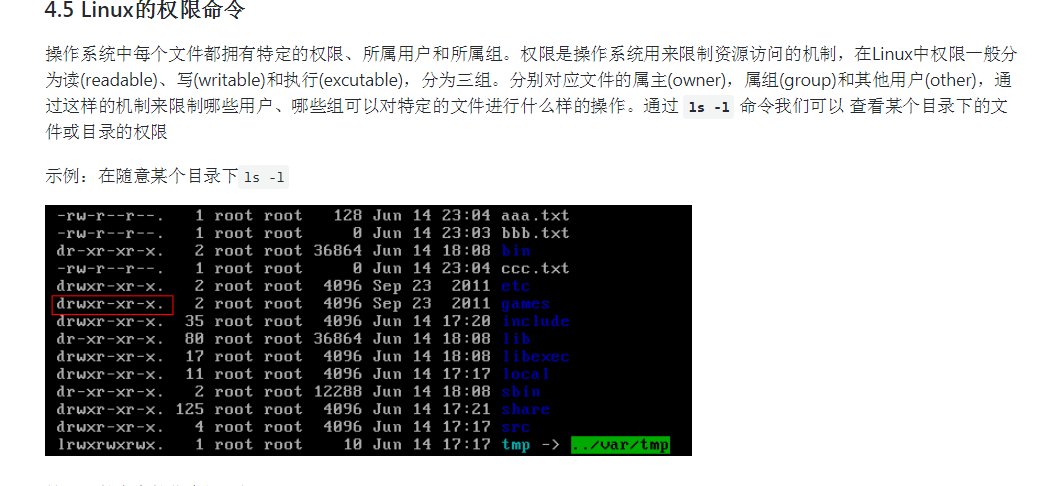 4.5 Linux的权限命令
操作系统中每个文件都拥有特定的权限、所属用户和所属组。权限是操作系统用来限制资源访问的机制，在Linux中权限一般分
为读(readable)、写(writable)和执行(excutable)，分为三组。分别对应文件的属主(owner)，属组(group)和其他用户(other)，通
过这样的机制来限制哪些用户、哪些组可以对特定的文件进行什么样的操作。通过 ls -l 命令我们可以 查看某个目录下的文
件或目录的权限
示例：在随意某个目录下ls -l
-rw-r--r--. 1 root root 128 Jun 14 23:04 aaa.txt
-rw-r--r--. 1 root root 0 Jun 14 23:03 bbb.txt
dr-xr-xr-x. 2 root root 36864 Jun 14 18:08 bin
-rw-r--r--. 1 root root 0 Jun 14 23:04 ccc.txt
drwxr-xr-x. 2 root root 4096 Sep 23 2011 etc
drwxr-xr-x. 2 root root 4096 Sep 23 2011 games
drwxr-xr-x. 35 root root 4096 Jun 14 17:20 include
dr-xr-xr-x. 80 root root 36864 Jun 14 18:08 lib
drwxr-xr-x. 17 root root 4096 Jun 14 18:08 libexec
drwxr-xr-x. 11 root root 4096 Jun 14 17:17 local
dr-xr-xr-x. 2 root root 12288 Jun 14 18:08 sbin
drwxr-xr-x. 125 root root 4096 Jun 14 17:21 share
drwxr-xr-x. 4 root root 4096 Jun 14 17:17 src
lrwxrwxrwx. 1 root root 10 Jun 14 17:17 tmp -> ../var/tmp